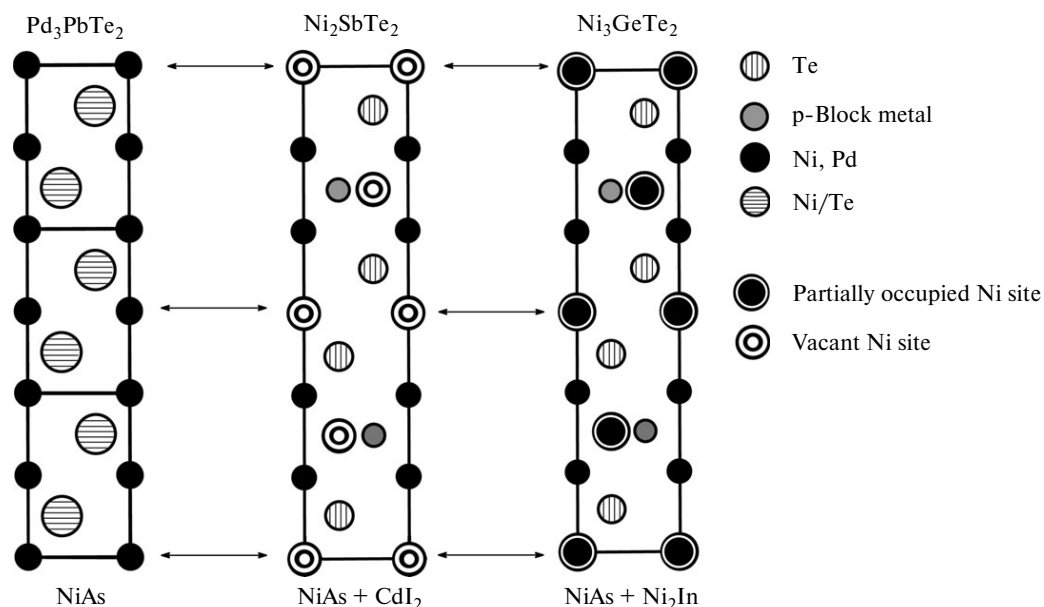 Pd₃PbTe₂
Ni₂SbTe₂
Ni₃GeTe₂
Te
p-Block metal
Ni, Pd
Ni/Te
Partially occupied Ni site
Vacant Ni site
NiAs
NiAs + CdI₂
NiAs + Ni₂In